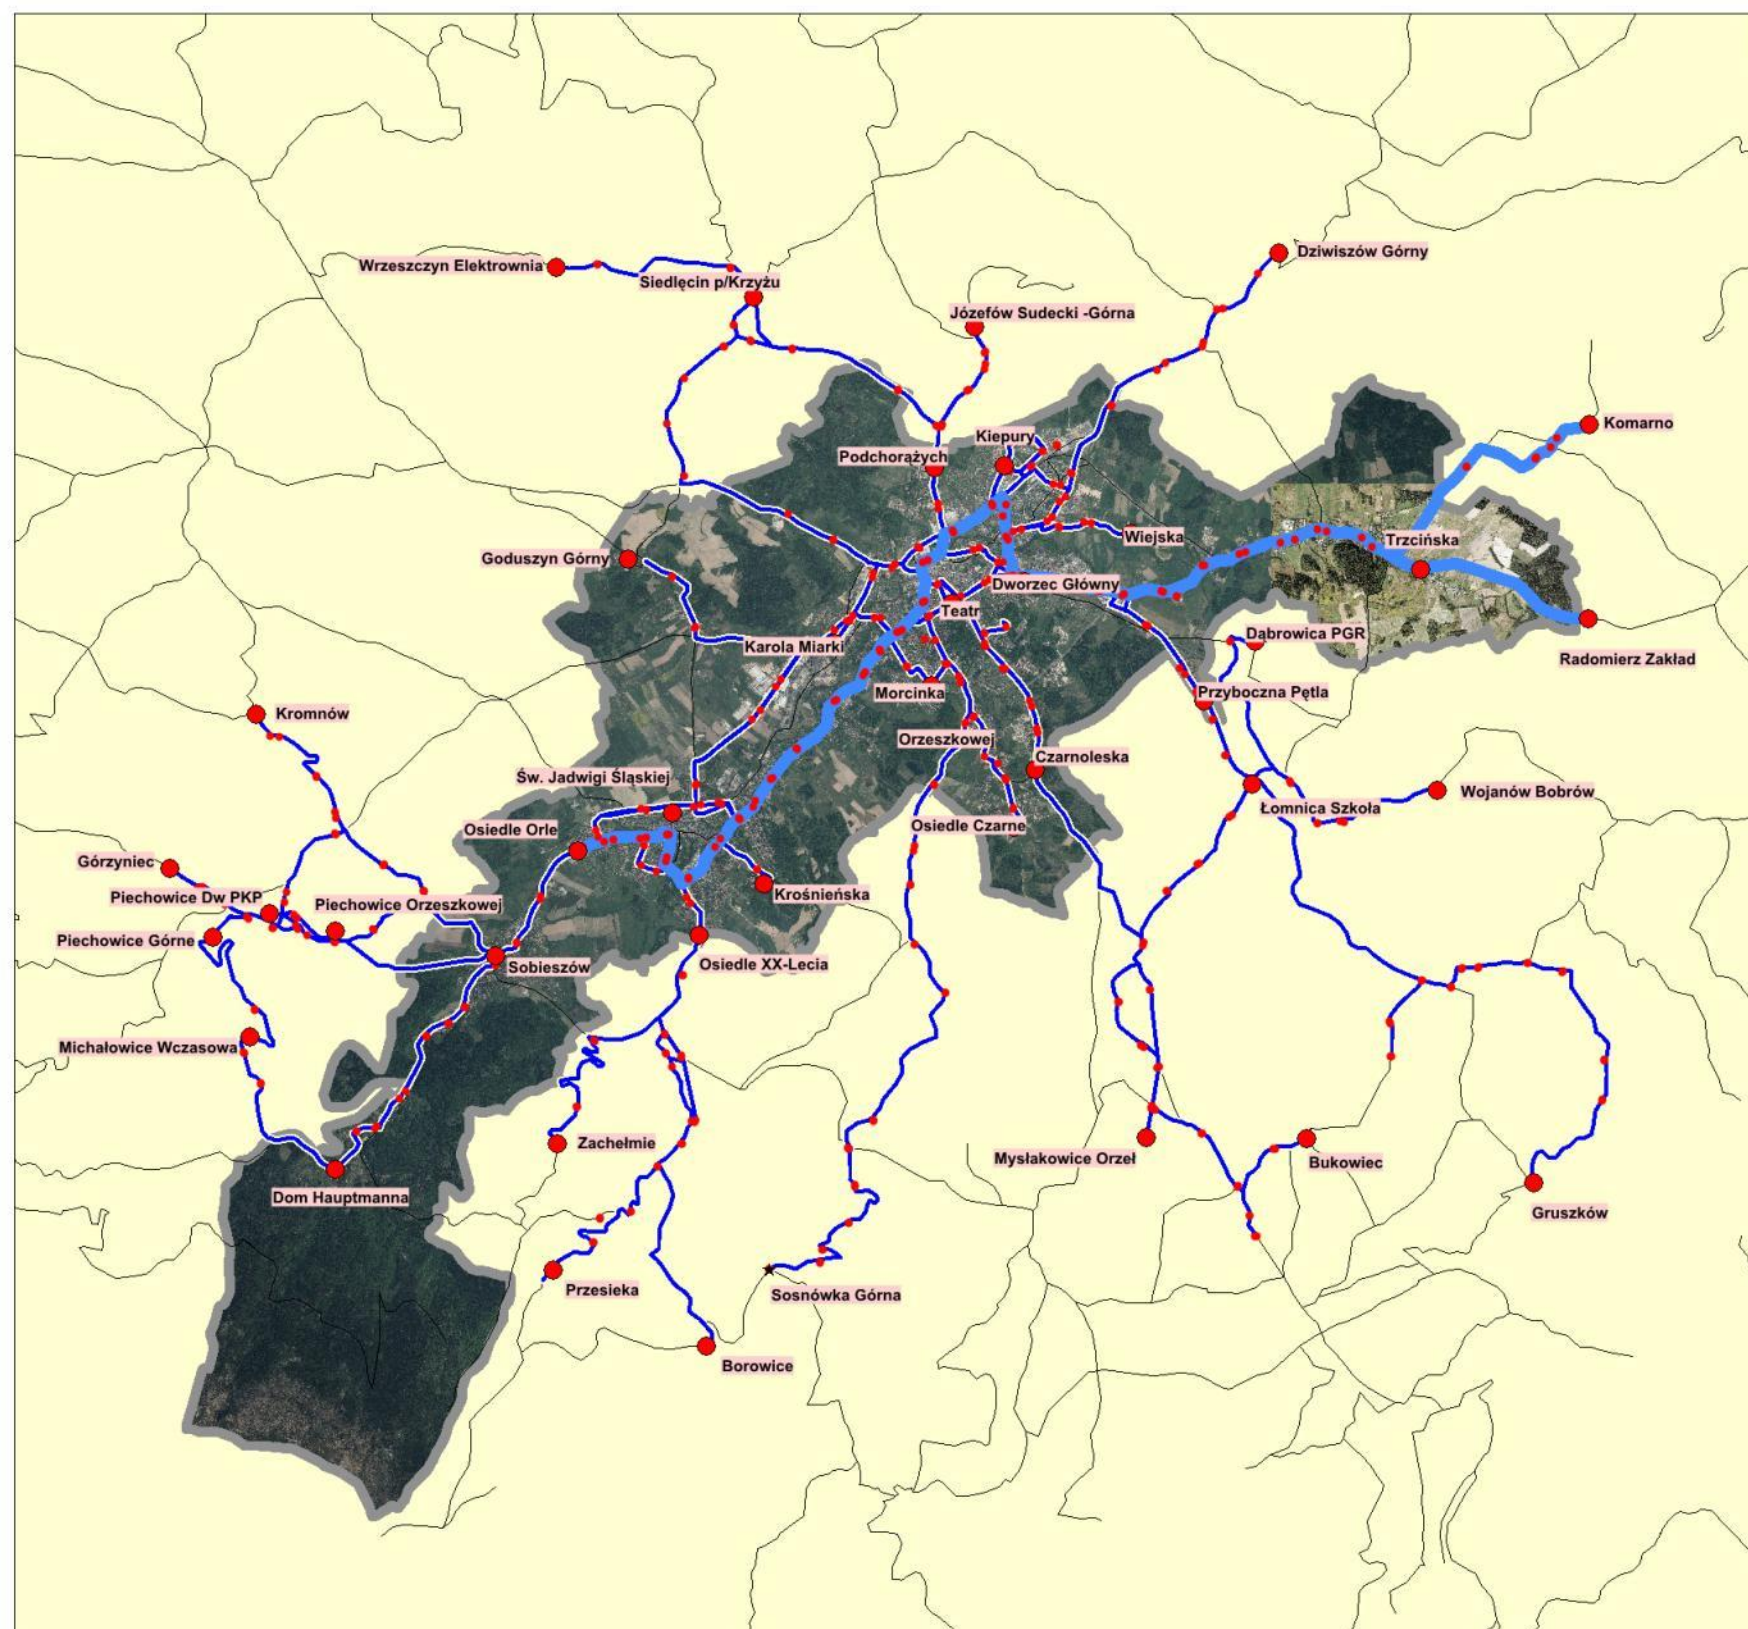 Dziwiszów Górny
Wrzeszczyn Elektrownia
Siedlęcin p/Krzyżu
Józefów Sudecki -Górna
Komarno
Kiepury
Podchorążych
Wiejska
Trzcińska
Goduszyn Górny
Dworzec Główny
Teatr
Dąbrowica PGR
Karola Miarki
Radomierz Zakład
Morcinka
Przyboczna Pętla
Kromnów
Orzeszkowej
Czarnoleska
Św. Jadwigi Śląskiej
Wojanów Bobrów
Łomnica Szkoła
Osiedle Czarne
Osiedle Orle
Górzyniec
Krośnieńska
Piechowice Dw PKP
Piechowice Orzeszkowej
Piechowice Górne
Osiedle XX-Lecia
Sobieszów
Michałowice Wczasowa
Zachełmie
Mysłakowice Orzeł
Bukowiec
Dom Hauptmanna
Gruszków
Przesieka
Sosnówka Górna
Borowice